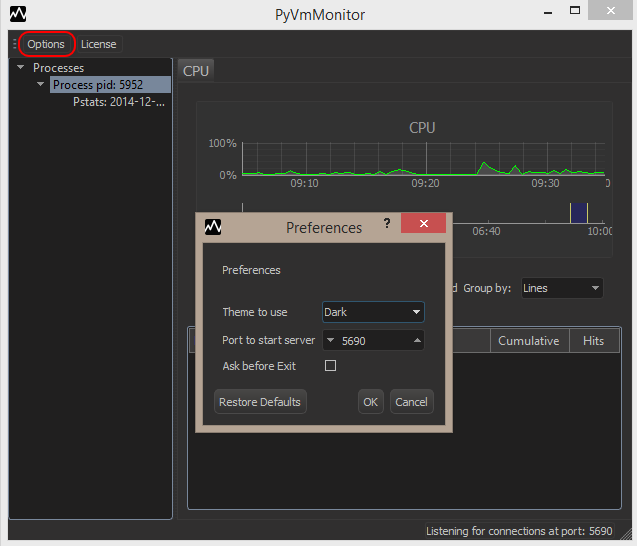 PyVmMonitor
Options License
Processes
Process pid: 5952
Pstats: 2014-12-...
CPU
CPU
100%
0%
09:10 09:20 09:30 0
06:40 10:00
Preferences ?
Preferences
Theme to use Dark
Port to start server 5690
Ask before Exit
Restore Defaults OK Cancel
d Group by: Lines
Cumulative Hits
Listening for connections at port: 5690